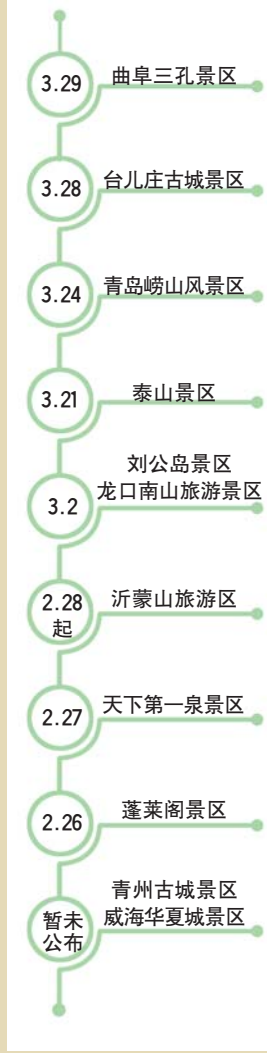 3.29
曲阜三孔景区
3.28
台儿庄古城景区
3.24
青岛崂山风景区
3.21
泰山景区
3.2
刘公岛景区
龙口南山旅游景区
2.28
起
沂蒙山旅游区
2.27
天下第一泉景区
2.26
蓬莱阁景区
暂未
公布
青州古城景区
威海华夏城景区